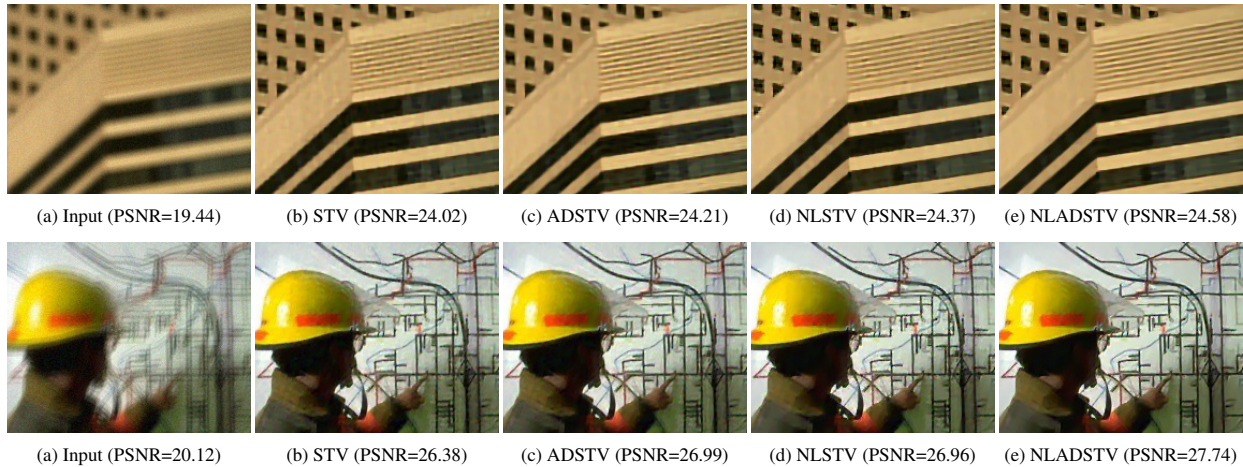 (a) Input (PSNR=19.44) (b) STV (PSNR=24.02) (c) ADSTV (PSNR=24.21) (d) NLSTV (PSNR=24.37) (e) NLADSTV (PSNR=24.58)
(a) Input (PSNR=20.12) (b) STV (PSNR=26.38) (c) ADSTV (PSNR=26.99) (d) NLSTV (PSNR=26.96) (e) NLADSTV (PSNR=27.74)